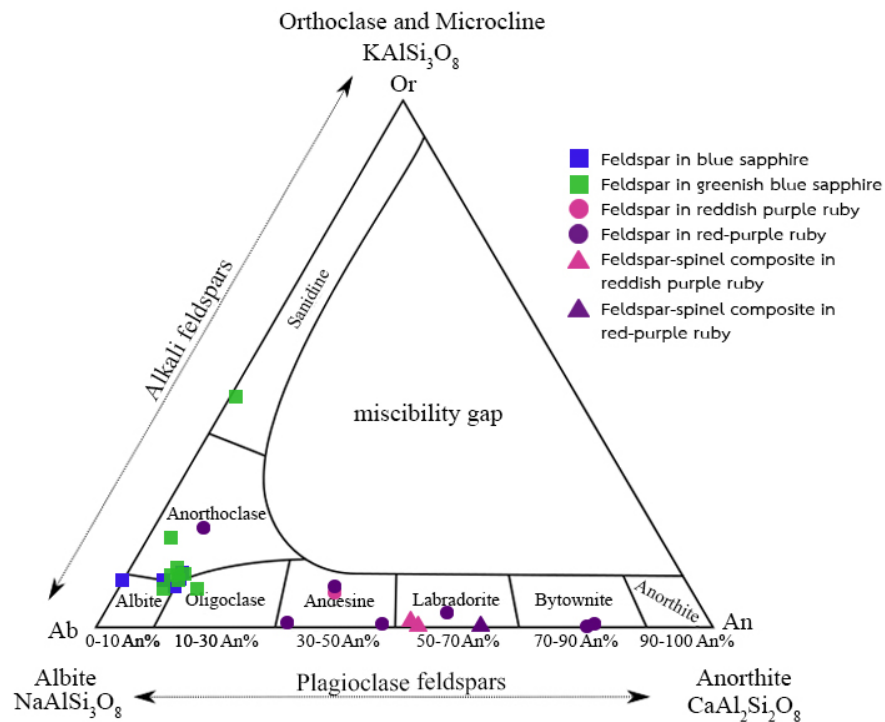 Orthoclase and Microcline
KAlSi₃O₈
Or
Feldspar in blue sapphire
Feldspar in greenish blue sapphire
Feldspar in reddish purple ruby
Feldspar in red-purple ruby
Feldspar-spinel composite in
reddish purple ruby
Feldspar-spinel composite in
red-purple ruby
Alkali feldspars
Sanidine
miscibility gap
Anorthoclase
Albite
Oligoclase
Andesine
Labradorite
Bytownite
Anorthite
Ab
An
0-10 An%
10-30 An%
30-50 An%
50-70 An%
70-90 An%
90-100 An%
Albite
NaAlSi₃O₈
Plagioclase feldspars
Anorthite
CaAl₂Si₂O₈